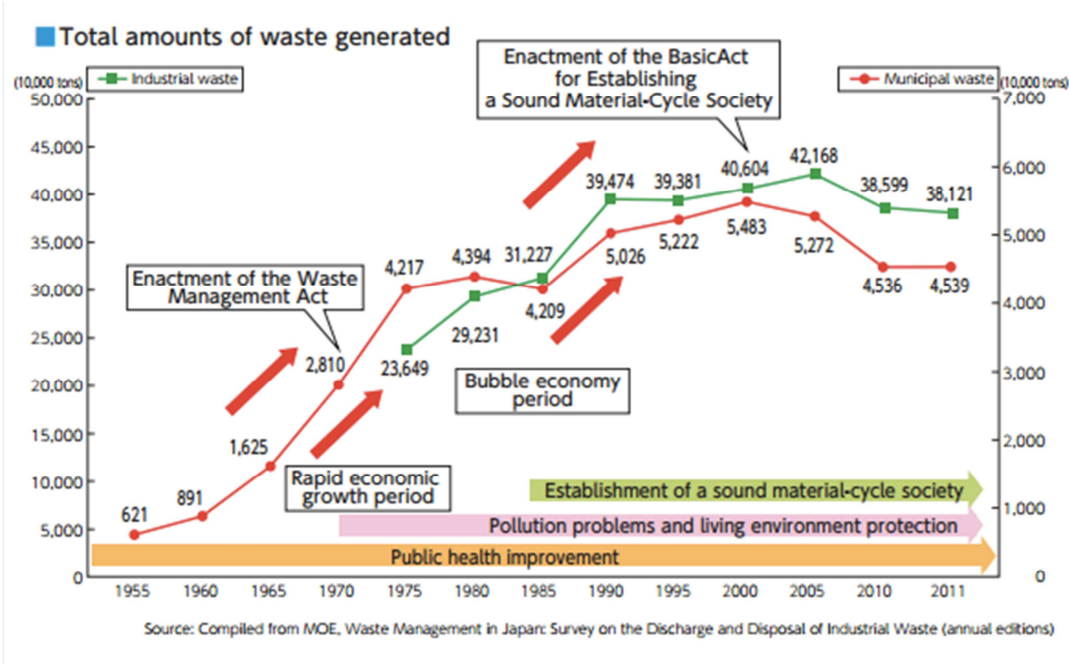 Total amounts of waste generated
(10,000 tons)
Industrial waste
Enactment of the BasicAct
for Establishing
a Sound Material-Cycle Society
Municipal waste
(10,000 tons)
50,000
45,000
40,000
35,000
30,000
25,000
20,000
15,000
10,000
5,000
0
7,000
6,000
5,000
4,000
3,000
2,000
1,000
0
Enactment of the Waste
Management Act
621
891
1,625
2,810
4,217
4,394
4,209
5,026
5,222
5,483
5,272
4,536
4,539
23,649
29,231
31,227
39,474
39,381
40,604
42,168
38,599
38,121
Rapid economic
growth period
Bubble economy
period
Establishment of a sound material-cycle society
Pollution problems and living environment protection
Public health improvement
1955 1960 1965 1970 1975 1980 1985 1990 1995 2000 2005 2010 2011
Source: Compiled from MOE, Waste Management in Japan: Survey on the Discharge and Disposal of Industrial Waste (annual editions)